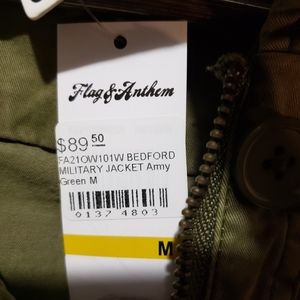 Flag & Anthem
$89.50
FA21OW101W BEDFORD
MILITARY JACKET Army
Green M
0137 4803
M